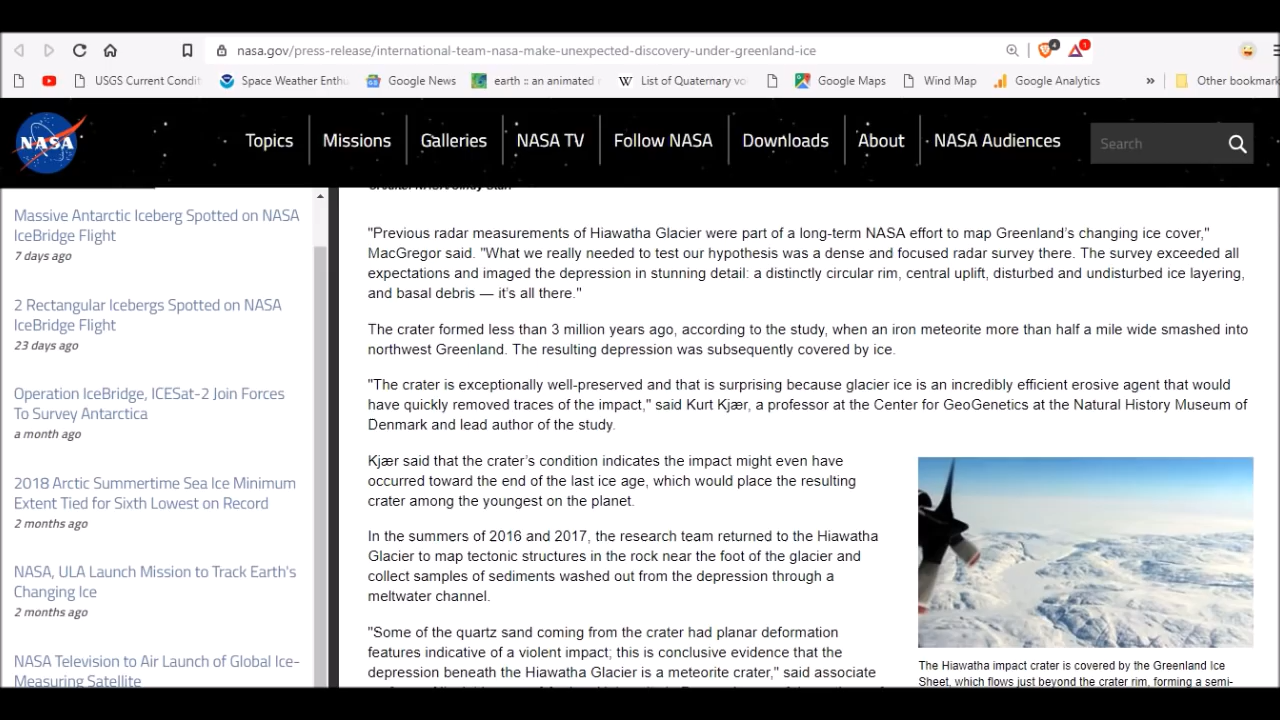 nasa.gov/press-release/international-team-nasa-make-unexpected-discovery-under-greenland-ice
4
1
USGS Current Condit
Space Weather Enthu
Google News
earth :: an animated
List of Quaternary vo
Google Maps
Wind Map
Google Analytics
»
Other bookmark
NASA
Topics
Missions
Galleries
NASA TV
Follow NASA
Downloads
About
NASA Audiences
Search
Massive Antarctic Iceberg Spotted on NASA
IceBridge Flight
7 days ago
2 Rectangular Icebergs Spotted on NASA
IceBridge Flight
23 days ago
Operation IceBridge, ICESat-2 Join Forces
To Survey Antarctica
a month ago
2018 Arctic Summertime Sea Ice Minimum
Extent Tied for Sixth Lowest on Record
2 months ago
NASA, ULA Launch Mission to Track Earth's
Changing Ice
2 months ago
NASA Television to Air Launch of Global Ice-
Measuring Satellite
"Previous radar measurements of Hiawatha Glacier were part of a long-term NASA effort to map Greenland’s changing ice cover,"
MacGregor said. "What we really needed to test our hypothesis was a dense and focused radar survey there. The survey exceeded all
expectations and imaged the depression in stunning detail: a distinctly circular rim, central uplift, disturbed and undisturbed ice layering,
and basal debris — it’s all there."
The crater formed less than 3 million years ago, according to the study, when an iron meteorite more than half a mile wide smashed into
northwest Greenland. The resulting depression was subsequently covered by ice.
"The crater is exceptionally well-preserved and that is surprising because glacier ice is an incredibly efficient erosive agent that would
have quickly removed traces of the impact," said Kurt Kjær, a professor at the Center for GeoGenetics at the Natural History Museum of
Denmark and lead author of the study.
Kjær said that the crater’s condition indicates the impact might even have
occurred toward the end of the last ice age, which would place the resulting
crater among the youngest on the planet.
In the summers of 2016 and 2017, the research team returned to the Hiawatha
Glacier to map tectonic structures in the rock near the foot of the glacier and
collect samples of sediments washed out from the depression through a
meltwater channel.
"Some of the quartz sand coming from the crater had planar deformation
features indicative of a violent impact; this is conclusive evidence that the
depression beneath the Hiawatha Glacier is a meteorite crater," said associate
The Hiawatha impact crater is covered by the Greenland Ice
Sheet, which flows just beyond the crater rim, forming a semi-